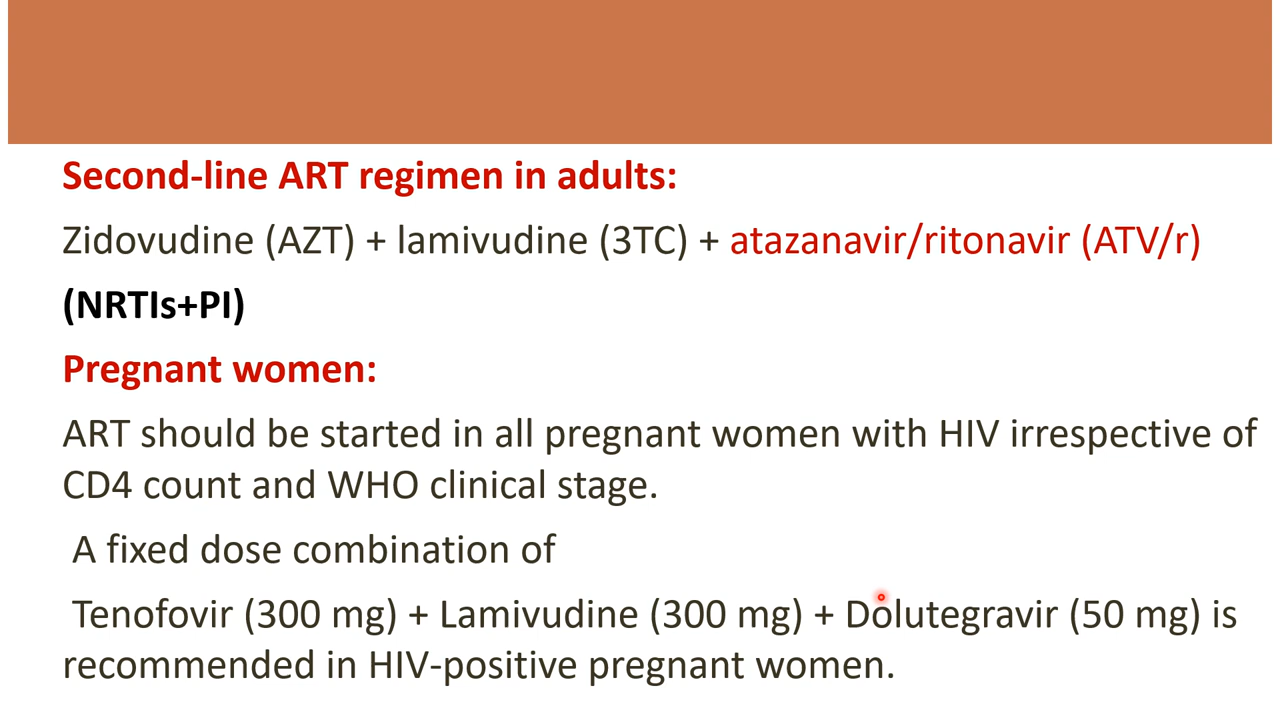 Second-line ART regimen in adults:
Zidovudine (AZT) + lamivudine (3TC) + atazanavir/ritonavir (ATV/r)
(NRTIs+PI)
Pregnant women:
ART should be started in all pregnant women with HIV irrespective of
CD4 count and WHO clinical stage.
A fixed dose combination of
Tenofovir (300 mg) + Lamivudine (300 mg) + Dolutegravir (50 mg) is
recommended in HIV-positive pregnant women.